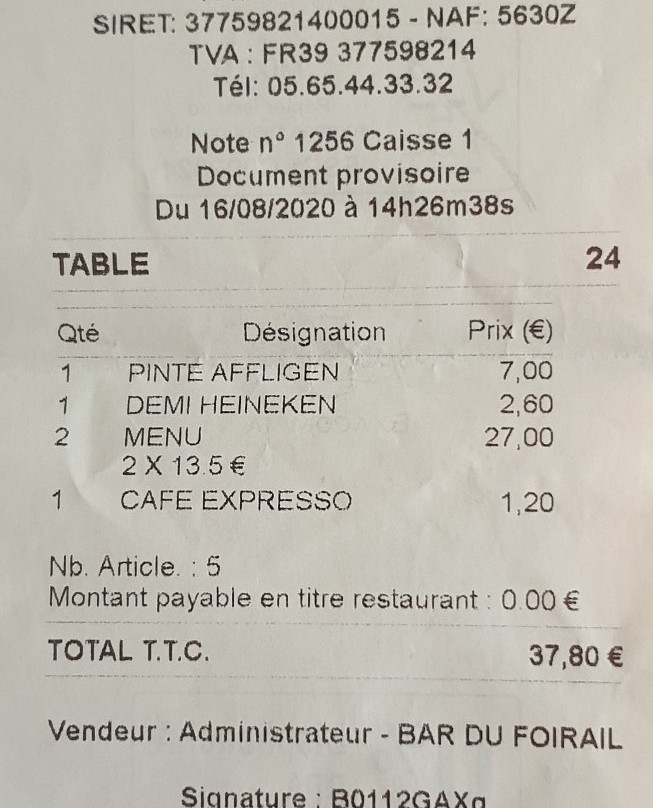 SIRET: 37759821400015 - NAF: 5630Z
TVA : FR39 377598214
Tél: 05.65.44.33.32
Note n° 1256 Caisse 1
Document provisoire
Du 16/08/2020 à 14h26m38s
TABLE 24
Qté Désignation Prix (€)
1 PINTE AFFLIGEN 7,00
1 DEMI HEINEKEN 2,60
2 MENU 27,00
2 X 13.5 €
1 CAFE EXPRESSO 1,20
Nb. Article. : 5
Montant payable en titre restaurant : 0.00 €
TOTAL T.T.C. 37,80 €
Vendeur : Administrateur - BAR DU FOIRAIL
Signature : B0112GAXg